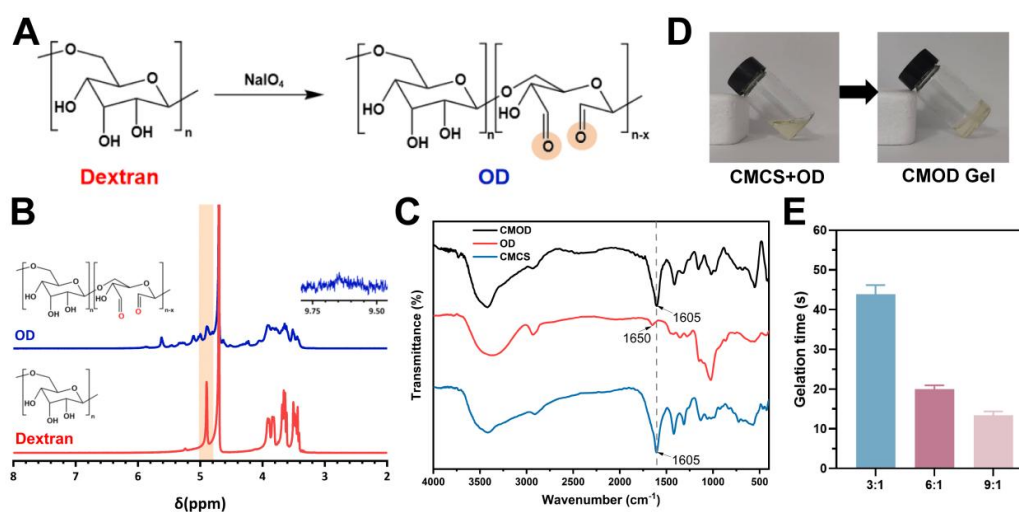 A
O
O
HO
OH
OH
n
NaIO₄
O
O
O
O
HO
HO
OH
OH
n
O
O
n-x
Dextran
OD
D
CMCS+OD
CMOD Gel
B
OD
Dextran
9.75
9.50
8
6
4
2
δ(ppm)
C
CMOD
OD
CMCS
1605
1650
1605
Transmittance (%)
4000
3500
3000
2500
2000
1500
1000
500
Wavenumber (cm⁻¹)
E
Gelation time (s)
60
50
40
30
20
10
0
3:1
6:1
9:1